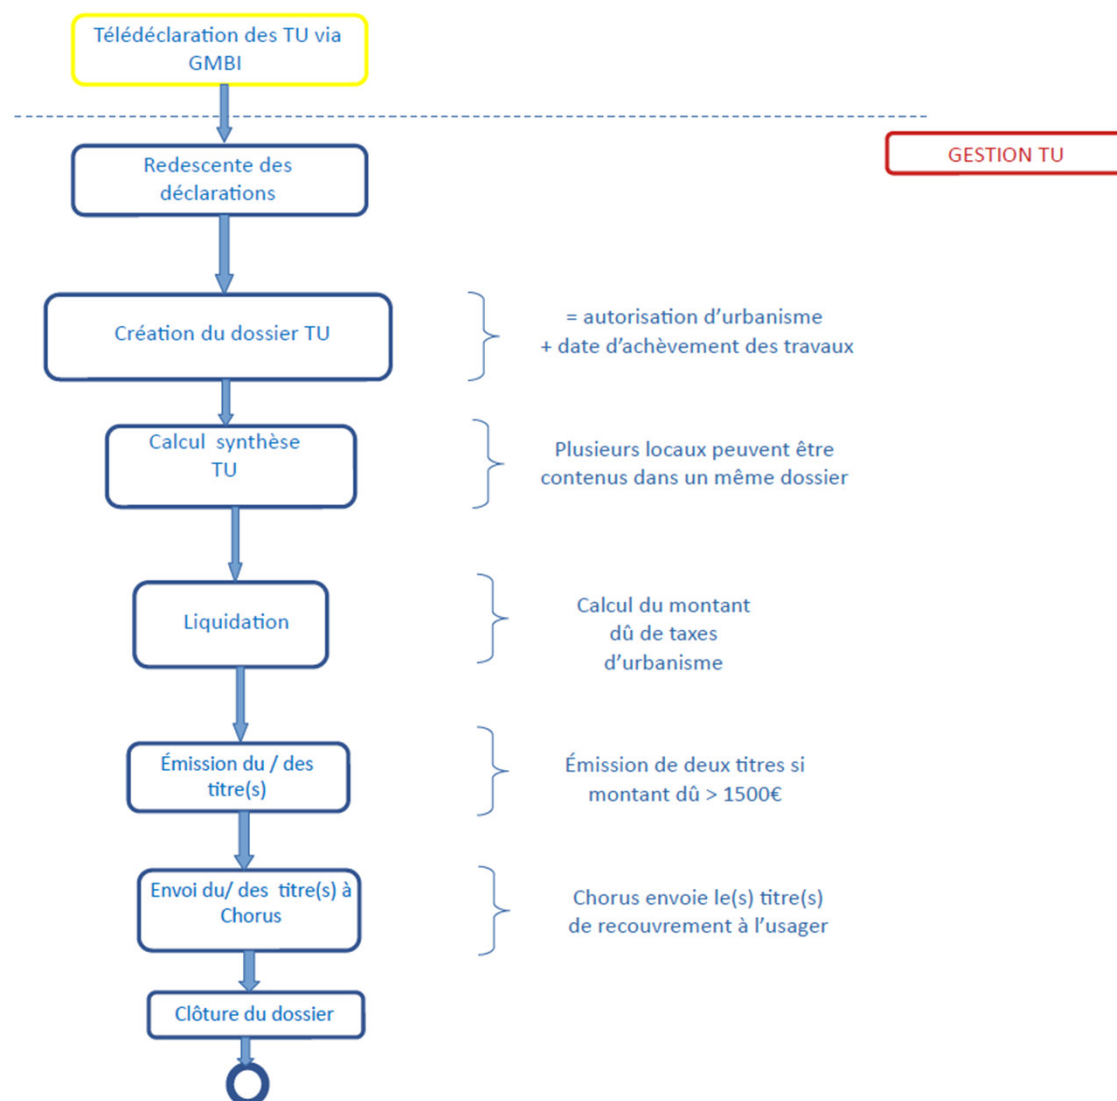 Télédéclaration des TU via
GMBI
GESTION TU
Redescente des
déclarations
Création du dossier TU
= autorisation d’urbanisme
+ date d’achèvement des travaux
Calcul synthèse
TU
Plusieurs locaux peuvent être
contenus dans un même dossier
Liquidation
Calcul du montant
dû de taxes
d’urbanisme
Émission du / des
titre(s)
Émission de deux titres si
montant dû > 1500€
Envoi du/ des titre(s) à
Chorus
Chorus envoie le(s) titre(s)
de recouvrement à l’usager
Clôture du dossier